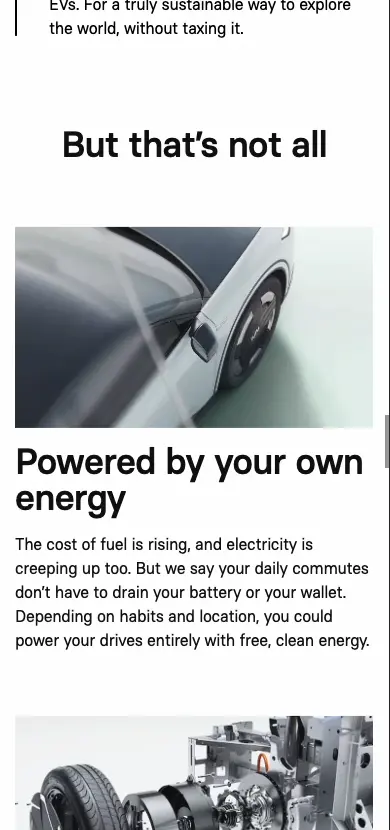 EVs. For a truly sustainable way to explore
the world, without taxing it.
But that's not all
Powered by your own
energy
The cost of fuel is rising, and electricity is
creeping up too. But we say your daily commutes
don't have to drain your battery or your wallet.
Depending on habits and location, you could
power your drives entirely with free, clean energy.